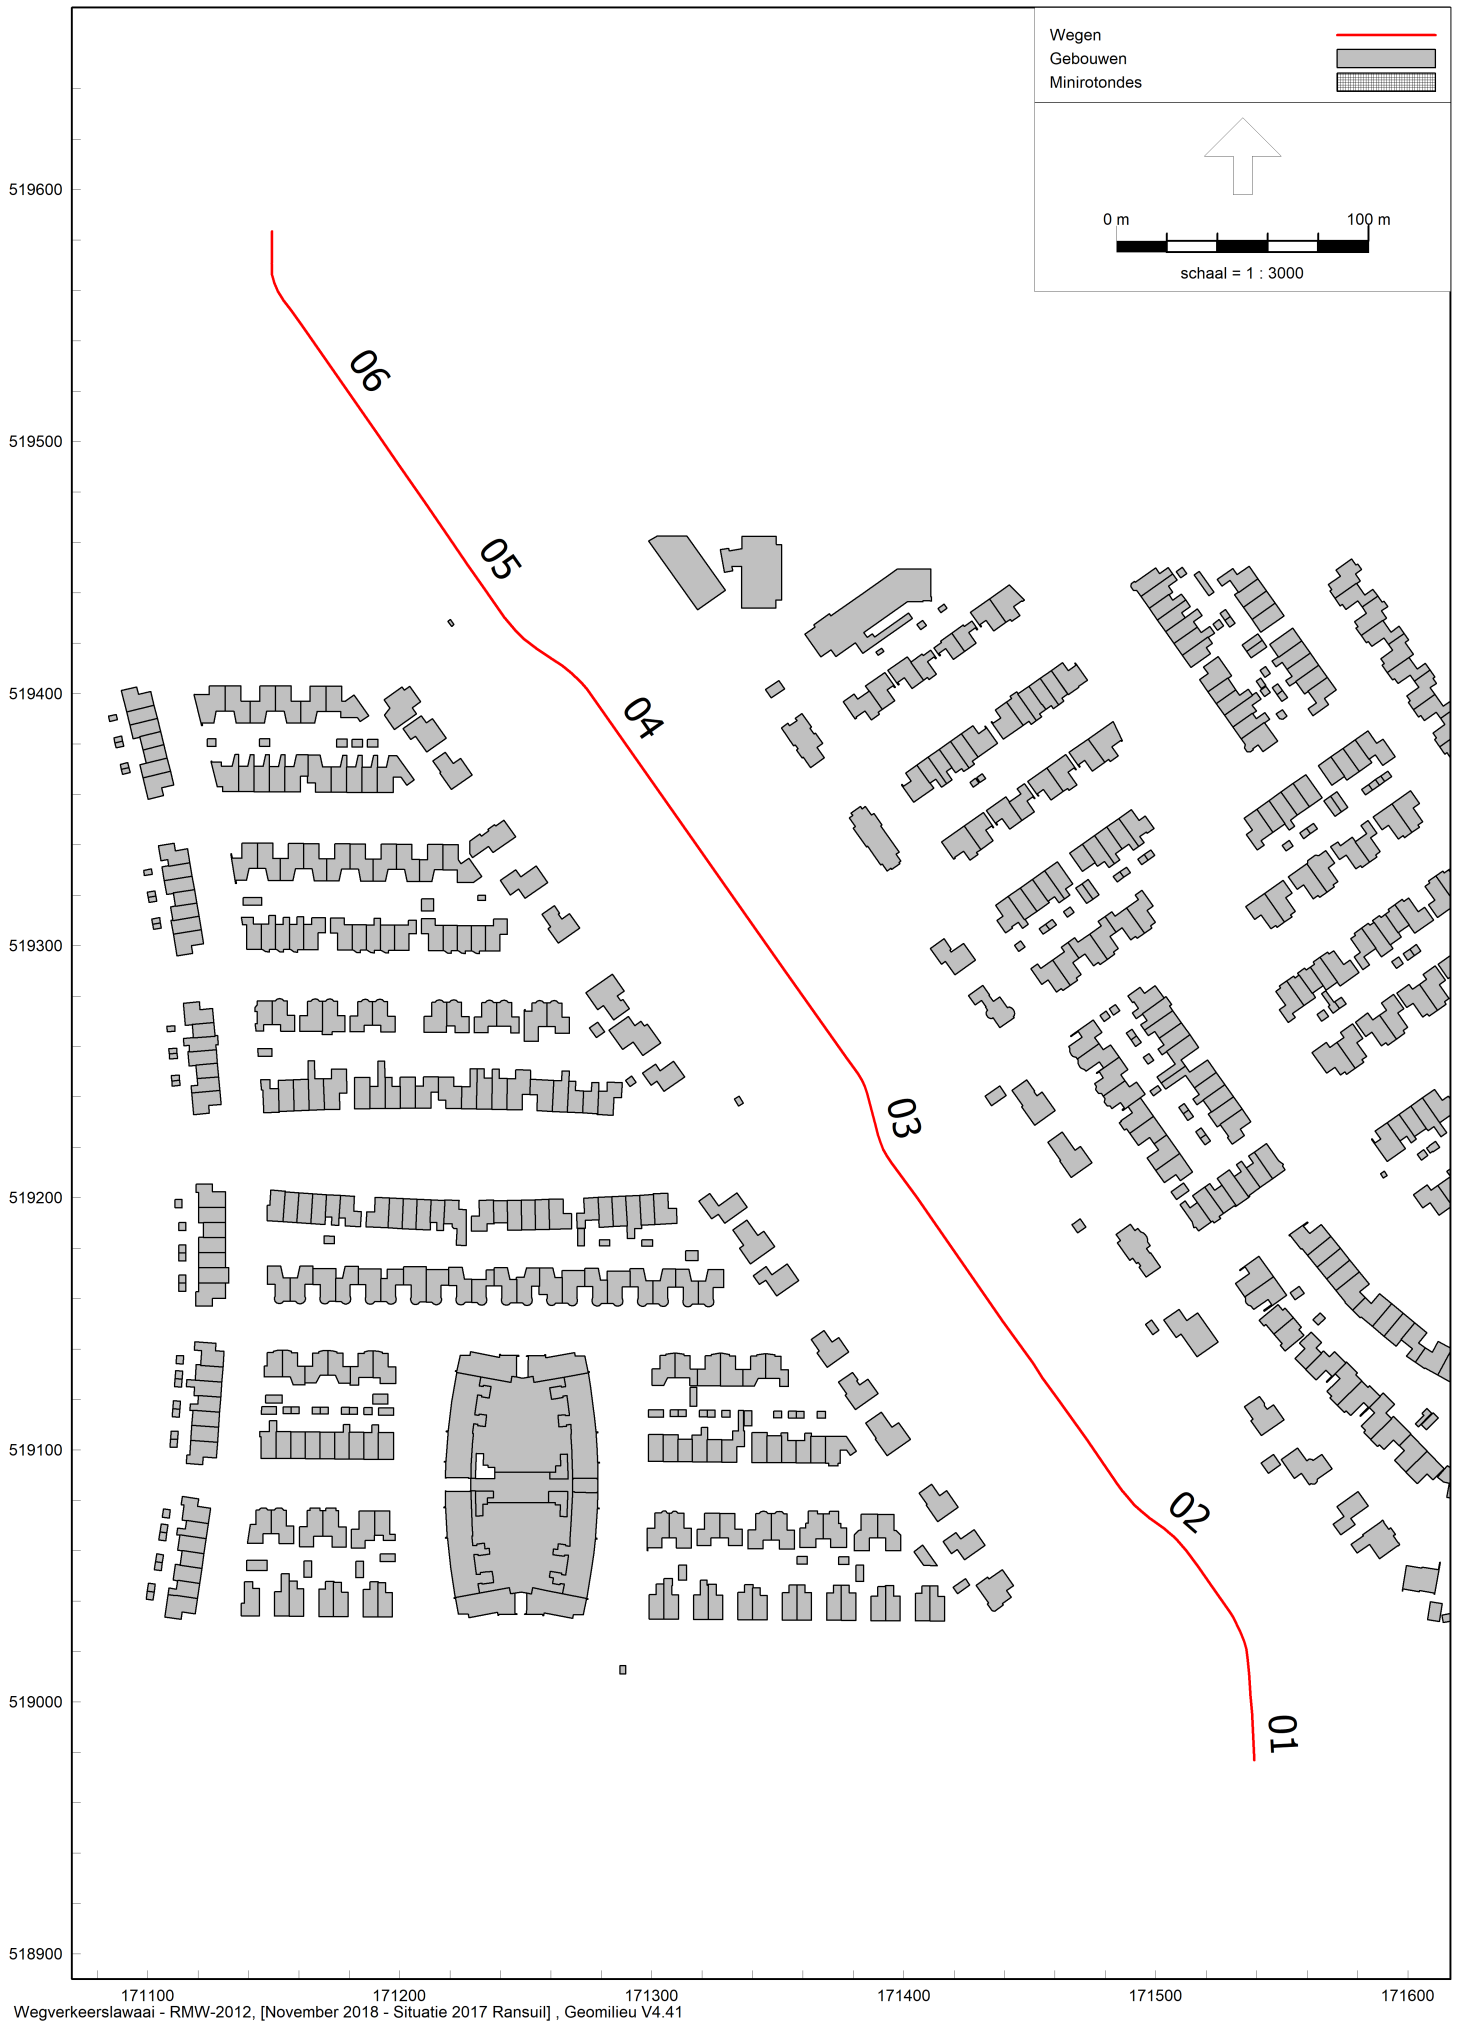 Wegen
Gebouwen
Minirotondes
0 m 100 m
schaal = 1 : 3000
519600
519500
519400
519300
519200
519100
519000
518900
06
05
04
03
02
01
171100 171200 171300 171400 171500 171600
Wegverkeerslawaai - RMW-2012, [November 2018 - Situatie 2017 Ransuil] , Geomilieu V4.41